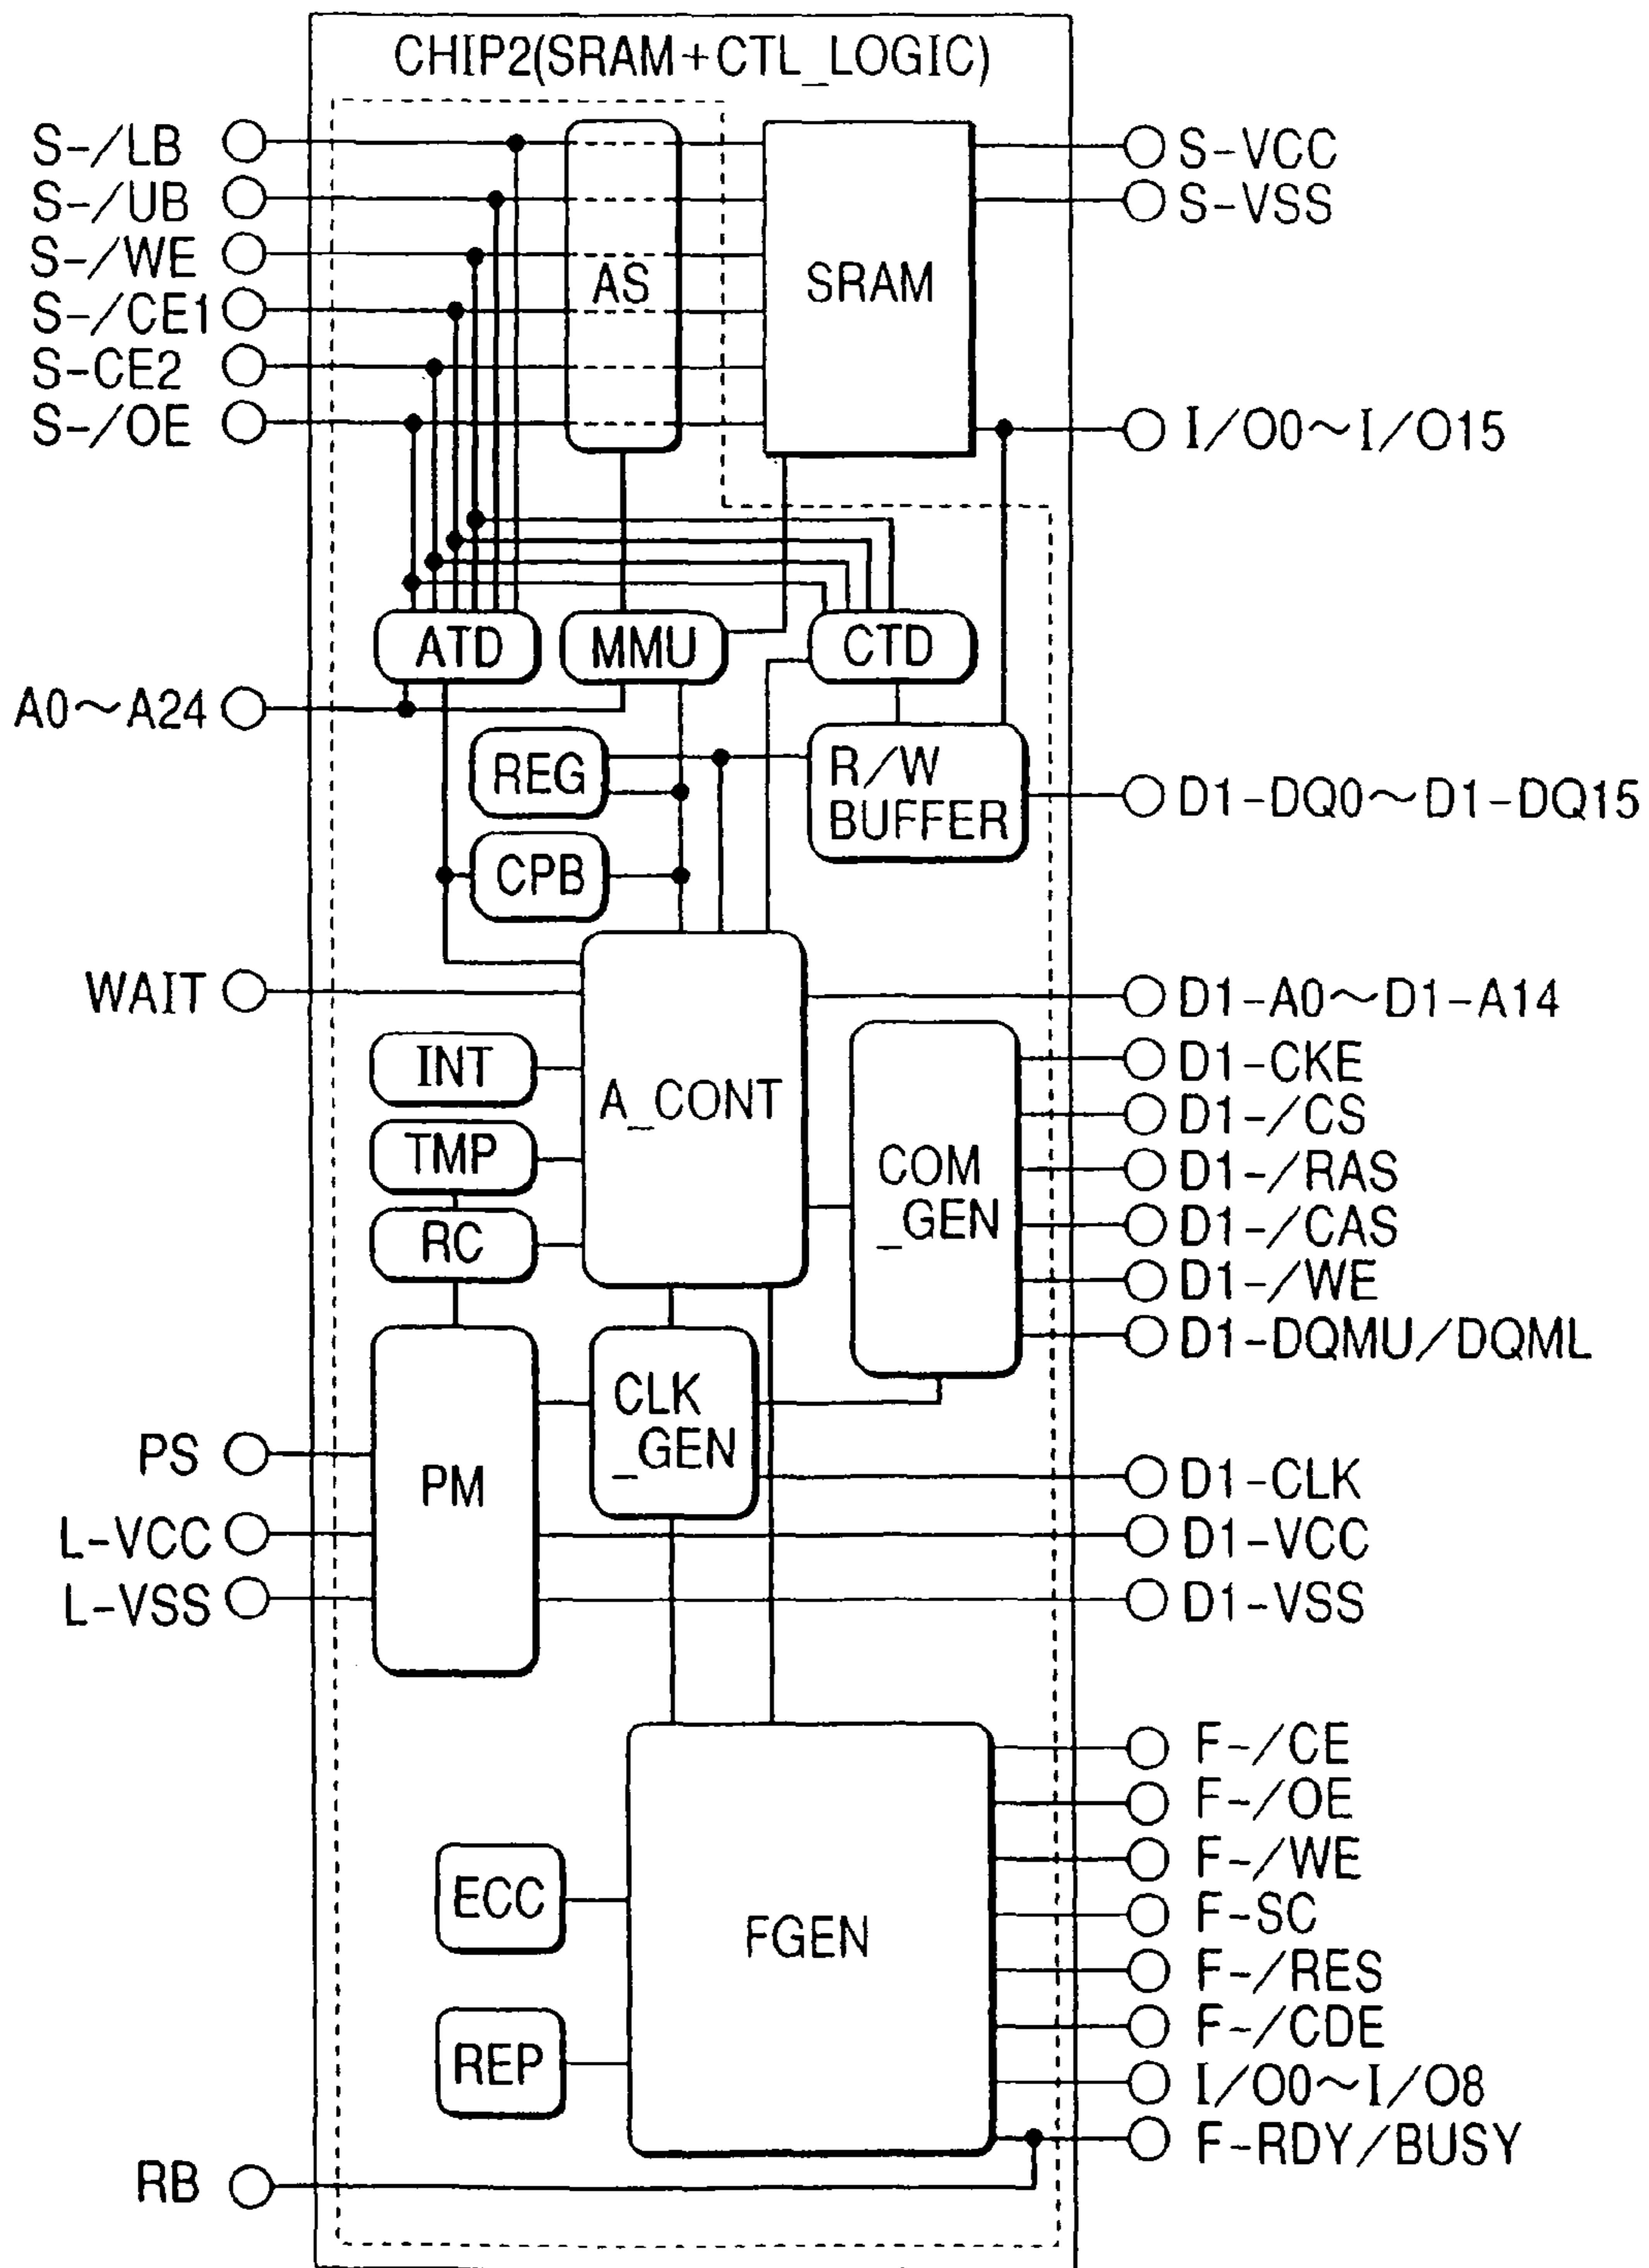 CHIP2(SRAM+CTL_LOGIC)
S-/LB
S-/UB
S-/WE
S-/CE1
S-CE2
S-/OE
AS
SRAM
S-VCC
S-VSS
I/O0~I/O15
ATD
MMU
CTD
A0~A24
REG
R/W
BUFFER
D1-DQ0~D1-DQ15
CPB
WAIT
D1-A0~D1-A14
INT
A_CONT
TMP
RC
COM
_GEN
D1-CKE
D1-/CS
D1-/RAS
D1-/CAS
D1-/WE
D1-DQMU/DQML
CLK
_GEN
PS
PM
L-VCC
L-VSS
D1-CLK
D1-VCC
D1-VSS
F-/CE
F-/OE
F-/WE
F-SC
F-/RES
F-/CDE
I/O0~I/O8
F-RDY/BUSY
ECC
FGEN
REP
RB